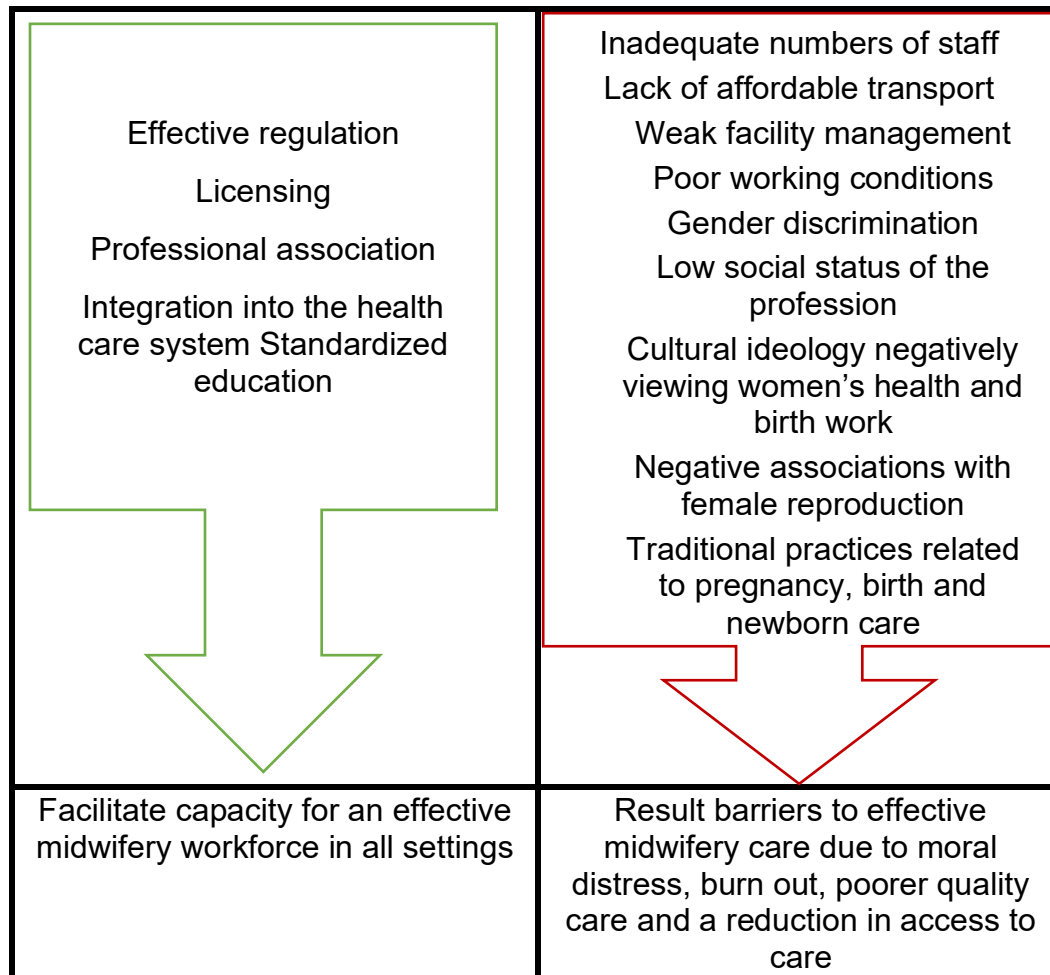 Effective regulation
Licensing
Professional association
Integration into the health
care system Standardized
education
Inadequate numbers of staff
Lack of affordable transport
Weak facility management
Poor working conditions
Gender discrimination
Low social status of the
profession
Cultural ideology negatively
viewing women’s health and
birth work
Negative associations with
female reproduction
Traditional practices related
to pregnancy, birth and
newborn care
Facilitate capacity for an effective
midwifery workforce in all settings
Result barriers to effective
midwifery care due to moral
distress, burn out, poorer quality
care and a reduction in access to
care